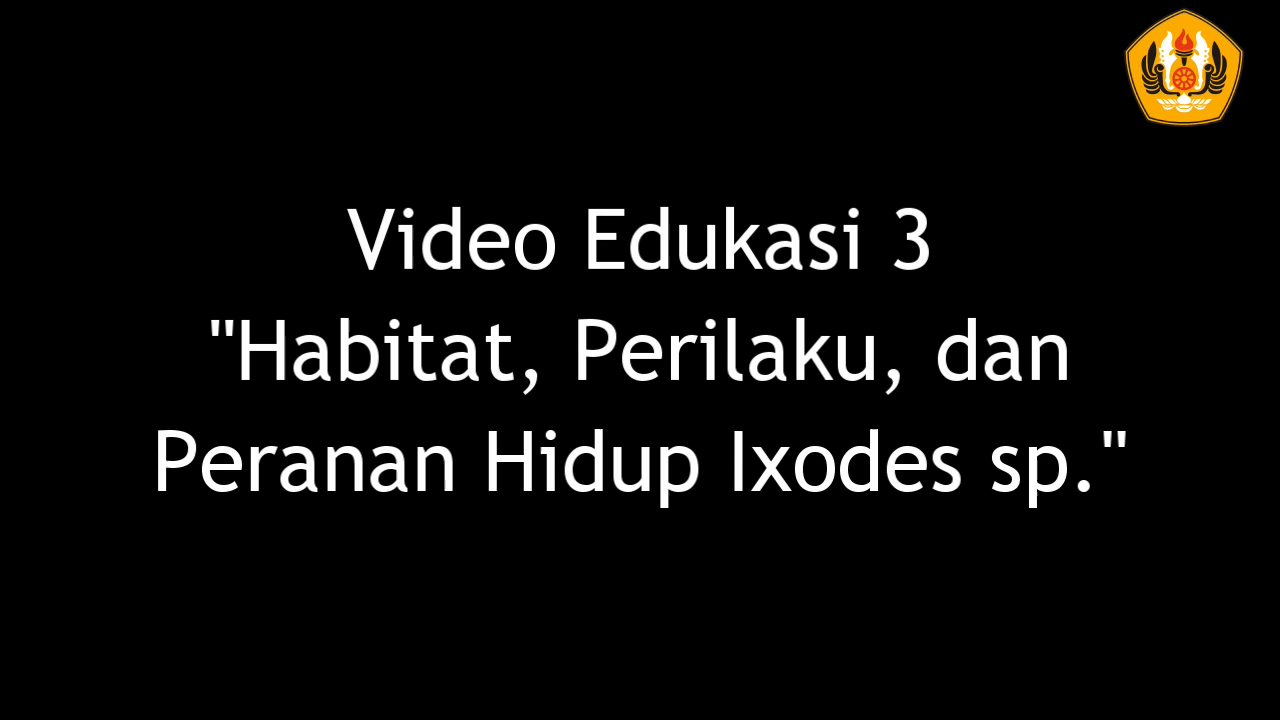 Video Edukasi 3
"Habitat, Perilaku, dan
Peranan Hidup Ixodes sp."